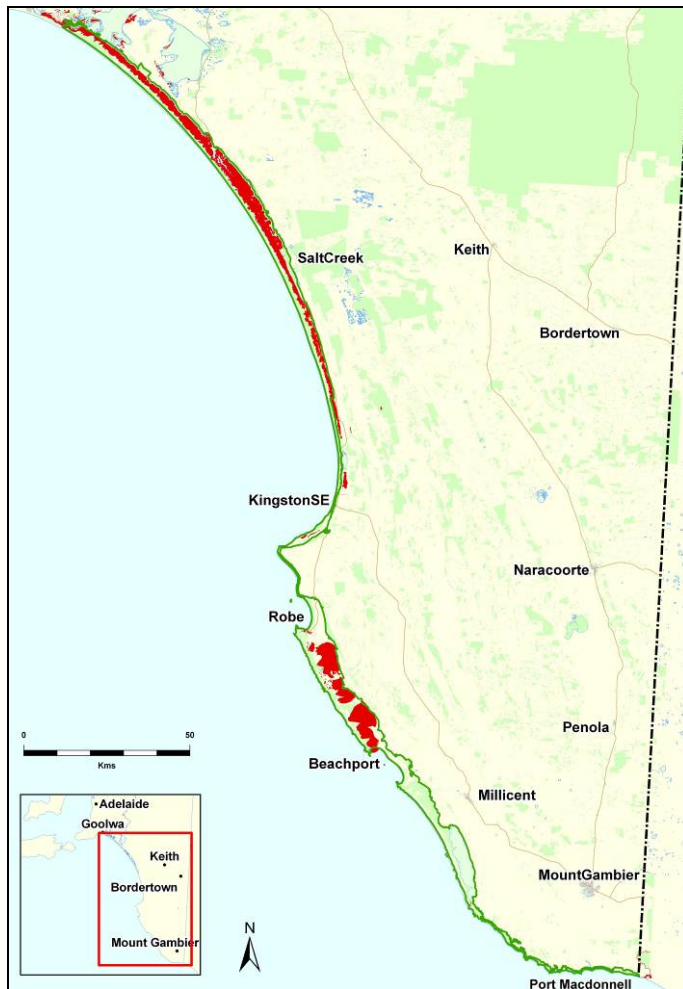 SaltCreek
Keith
Bordertown
KingstonSE
Naracoorte
Robe
Penola
0 50
Kms
Beachport
Millicent
MountGambier
Port Macdonnell
N
Adelaide
Goolwa
Keith
Bordertown
Mount Gambier